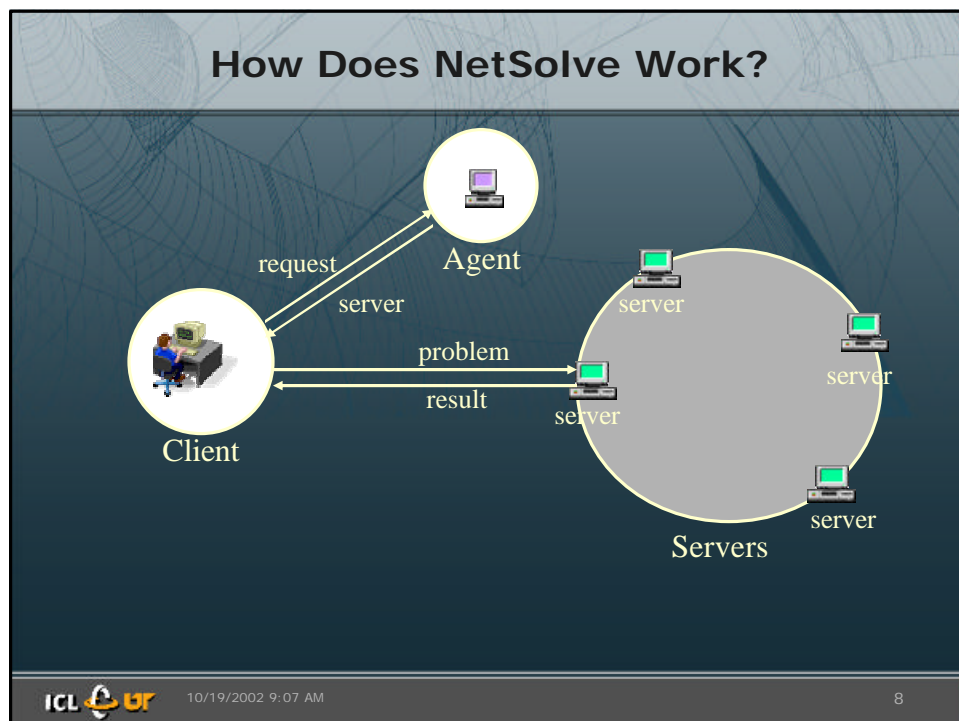 How Does NetSolve Work?
Agent
request
server
server
server
problem
result
server
Client
server
Servers
ICL UT 10/19/2002 9:07 AM 8